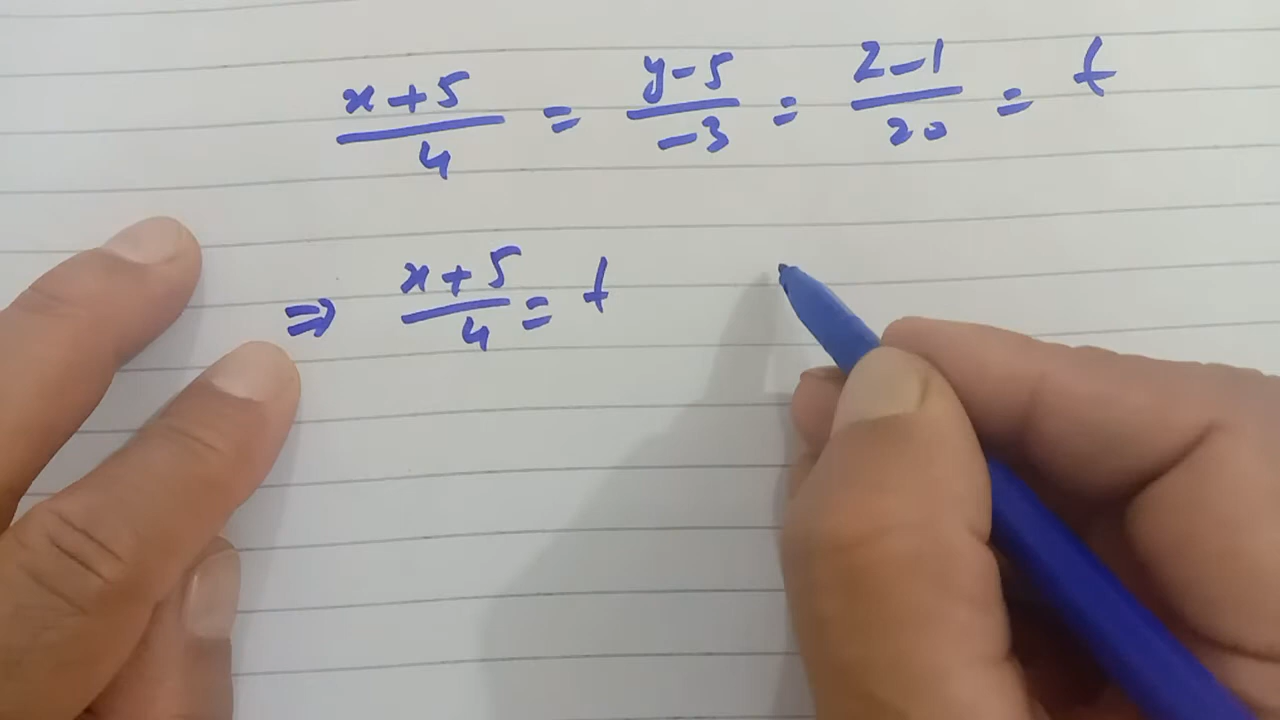 x+5/4 = y-5/-3 = z-1/20 = t
⇒ x+5/4 = t